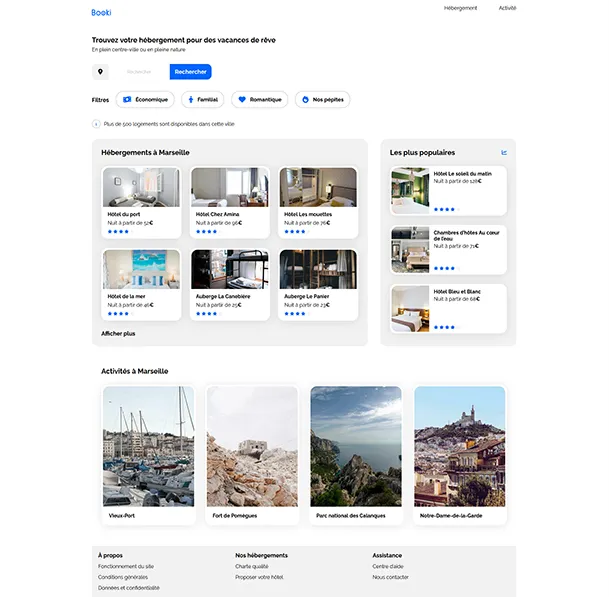 Booki
Hébergement
Activité
Trouvez votre hébergement pour des vacances de rêve
En plein centre-ville ou en pleine nature
Rechercher
Rechercher
Filtres
Économique
Familial
Romantique
Nos pépites
Plus de 500 logements sont disponibles dans cette ville
Hébergements à Marseille
Hôtel du port
Nuit à partir de 52€
Hôtel Chez Amina
Nuit à partir de 96€
Hôtel Les mouettes
Nuit à partir de 76€
Hôtel de la mer
Nuit à partir de 46€
Auberge La Canebière
Nuit à partir de 25€
Auberge Le Panier
Nuit à partir de 23€
Afficher plus
Les plus populaires
Hôtel Le soleil du matin
Nuit à partir de 128€
Chambres d'hôtes Au cœur
de l'eau
Nuit à partir de 71€
Hôtel Bleu et Blanc
Nuit à partir de 68€
Activités à Marseille
Vieux-Port
Fort de Pomègues
Parc national des Calanques
Notre-Dame-de-la-Garde
À propos
Fonctionnement du site
Conditions générales
Données et confidentialité
Nos hébergements
Charte qualité
Proposer votre hôtel
Assistance
Centre d'aide
Nous contacter